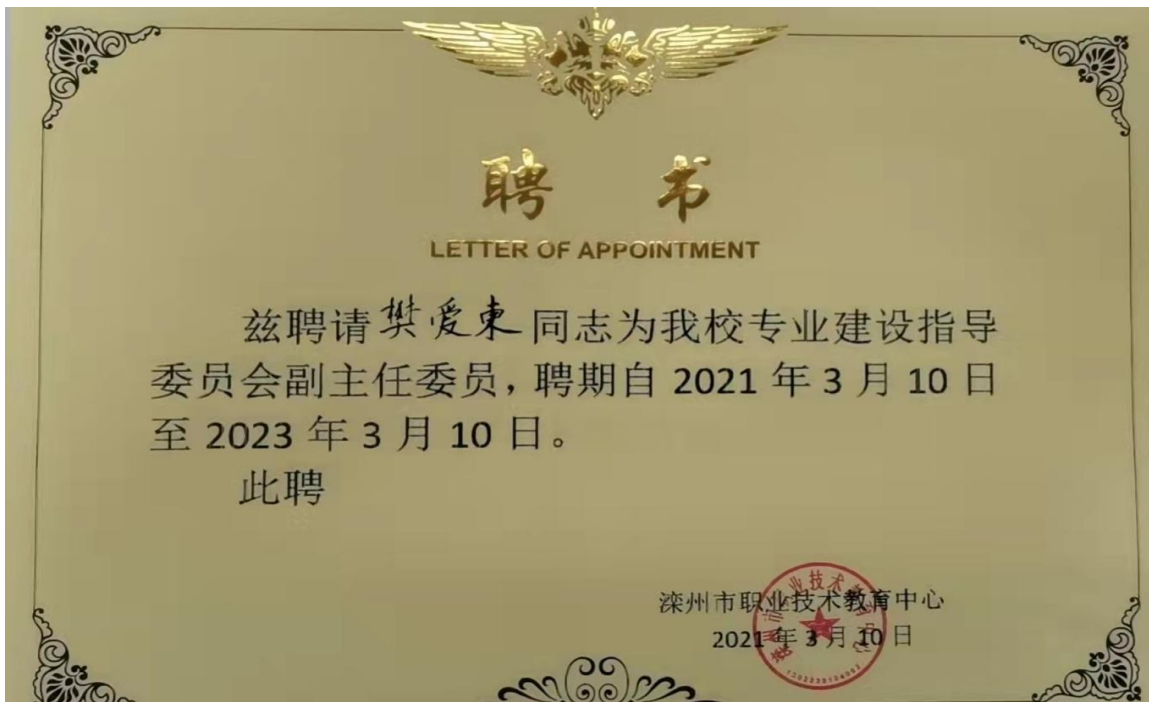 聘书
LETTER OF APPOINTMENT
兹聘请樊爱東同志为我校专业建设指导
委员会副主任委员，聘期自 2021 年 3 月 10 日
至 2023 年 3 月 10 日。
此聘
滦州市职业技术教育中心
2021 年 3 月 10 日